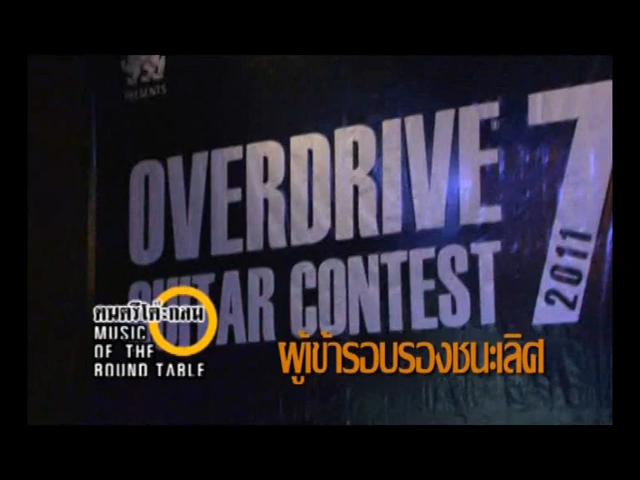 PRESENTS
OVERDRIVE 7
GUITAR CONTEST 2011
ดนตรีโต๊ะกลม
MUSIC
OF THE
ROUND TABLE
ผู้เข้ารอบรองชนะเลิศ